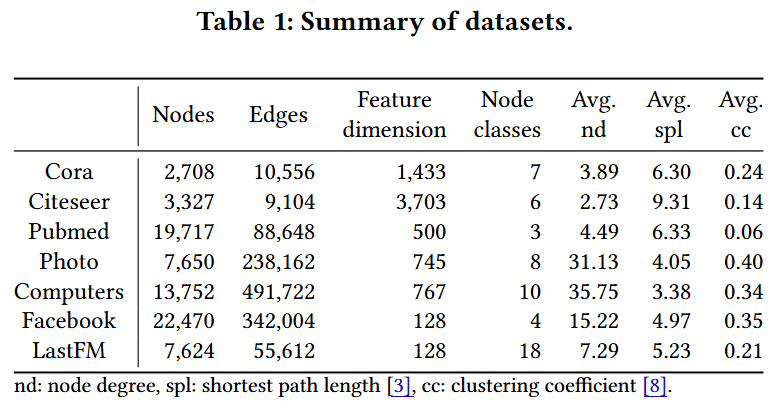 Table 1: Summary of datasets.
Nodes Edges Feature dimension Node classes Avg. nd Avg. spl Avg. cc
Cora 2,708 10,556 1,433 7 3.89 6.30 0.24
Citeseer 3,327 9,104 3,703 6 2.73 9.31 0.14
Pubmed 19,717 88,648 500 3 4.49 6.33 0.06
Photo 7,650 238,162 745 8 31.13 4.05 0.40
Computers 13,752 491,722 767 10 35.75 3.38 0.34
Facebook 22,470 342,004 128 4 15.22 4.97 0.35
LastFM 7,624 55,612 128 18 7.29 5.23 0.21
nd: node degree, spl: shortest path length [3], cc: clustering coefficient [8].